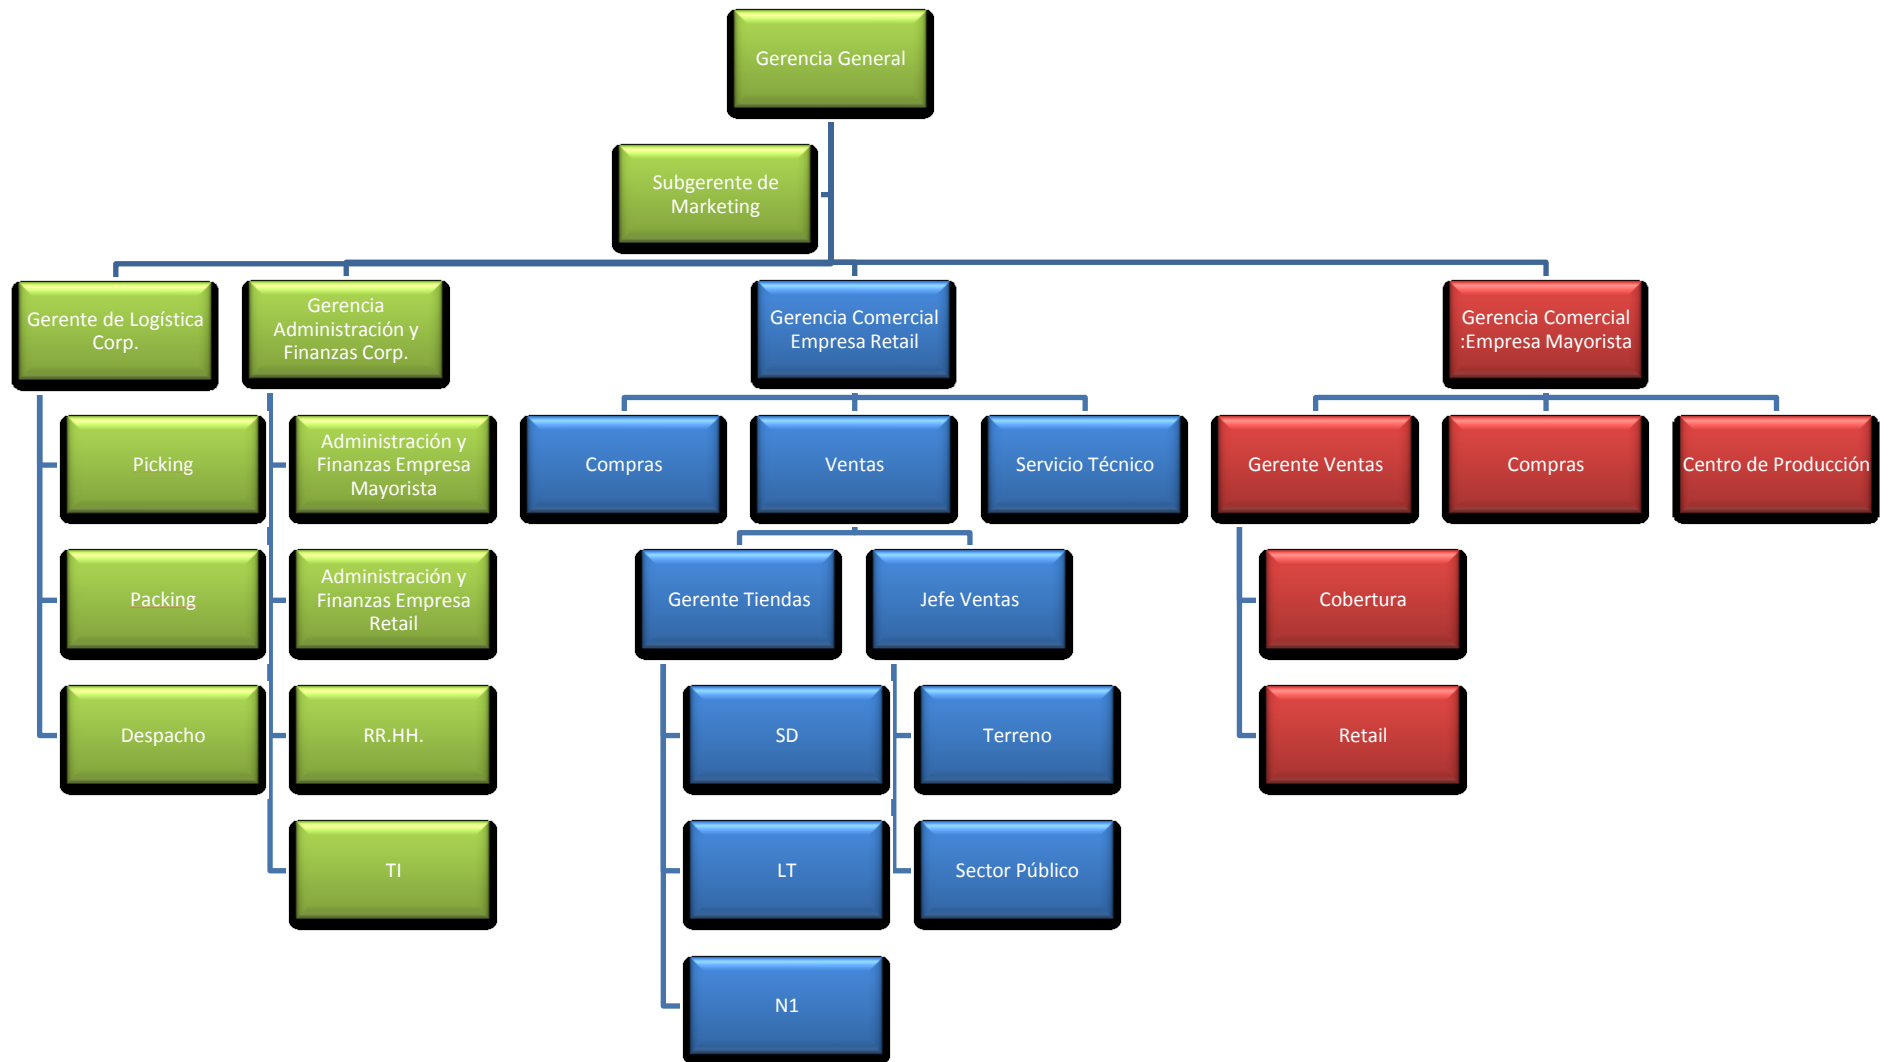 Gerencia General
Subgerente de
Marketing
Gerente de Logística
Corp.
Gerencia
Administración y
Finanzas Corp.
Gerencia Comercial
Empresa Retail
Gerencia Comercial
:Empresa Mayorista
Picking
Administración y
Finanzas Empresa
Mayorista
Compras
Ventas
Servicio Técnico
Gerente Ventas
Compras
Centro de Producción
Packing
Administración y
Finanzas Empresa
Retail
Gerente Tiendas
Jefe Ventas
Cobertura
Despacho
RR.HH.
SD
Terreno
Retail
TI
LT
Sector Público
N1